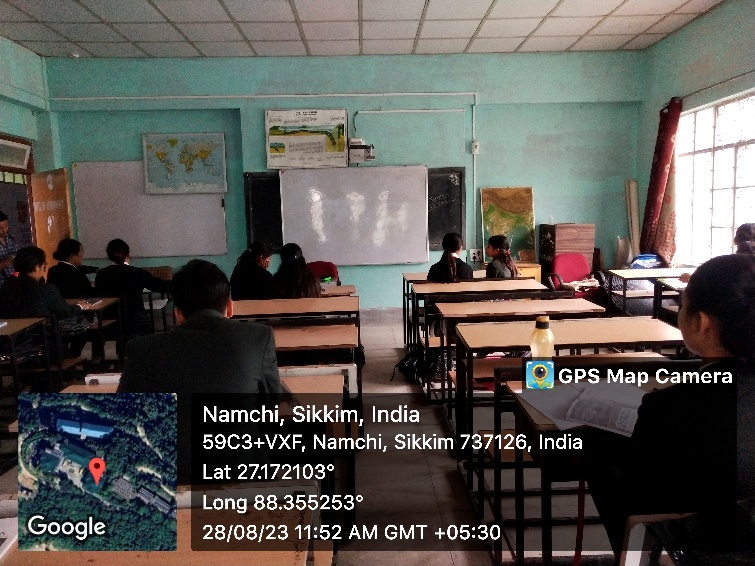 GPS Map Camera
Namchi, Sikkim, India
59C3+VXF, Namchi, Sikkim 737126, India
Lat 27.172103°
Long 88.355253°
28/08/23 11:52 AM GMT +05:30
Google